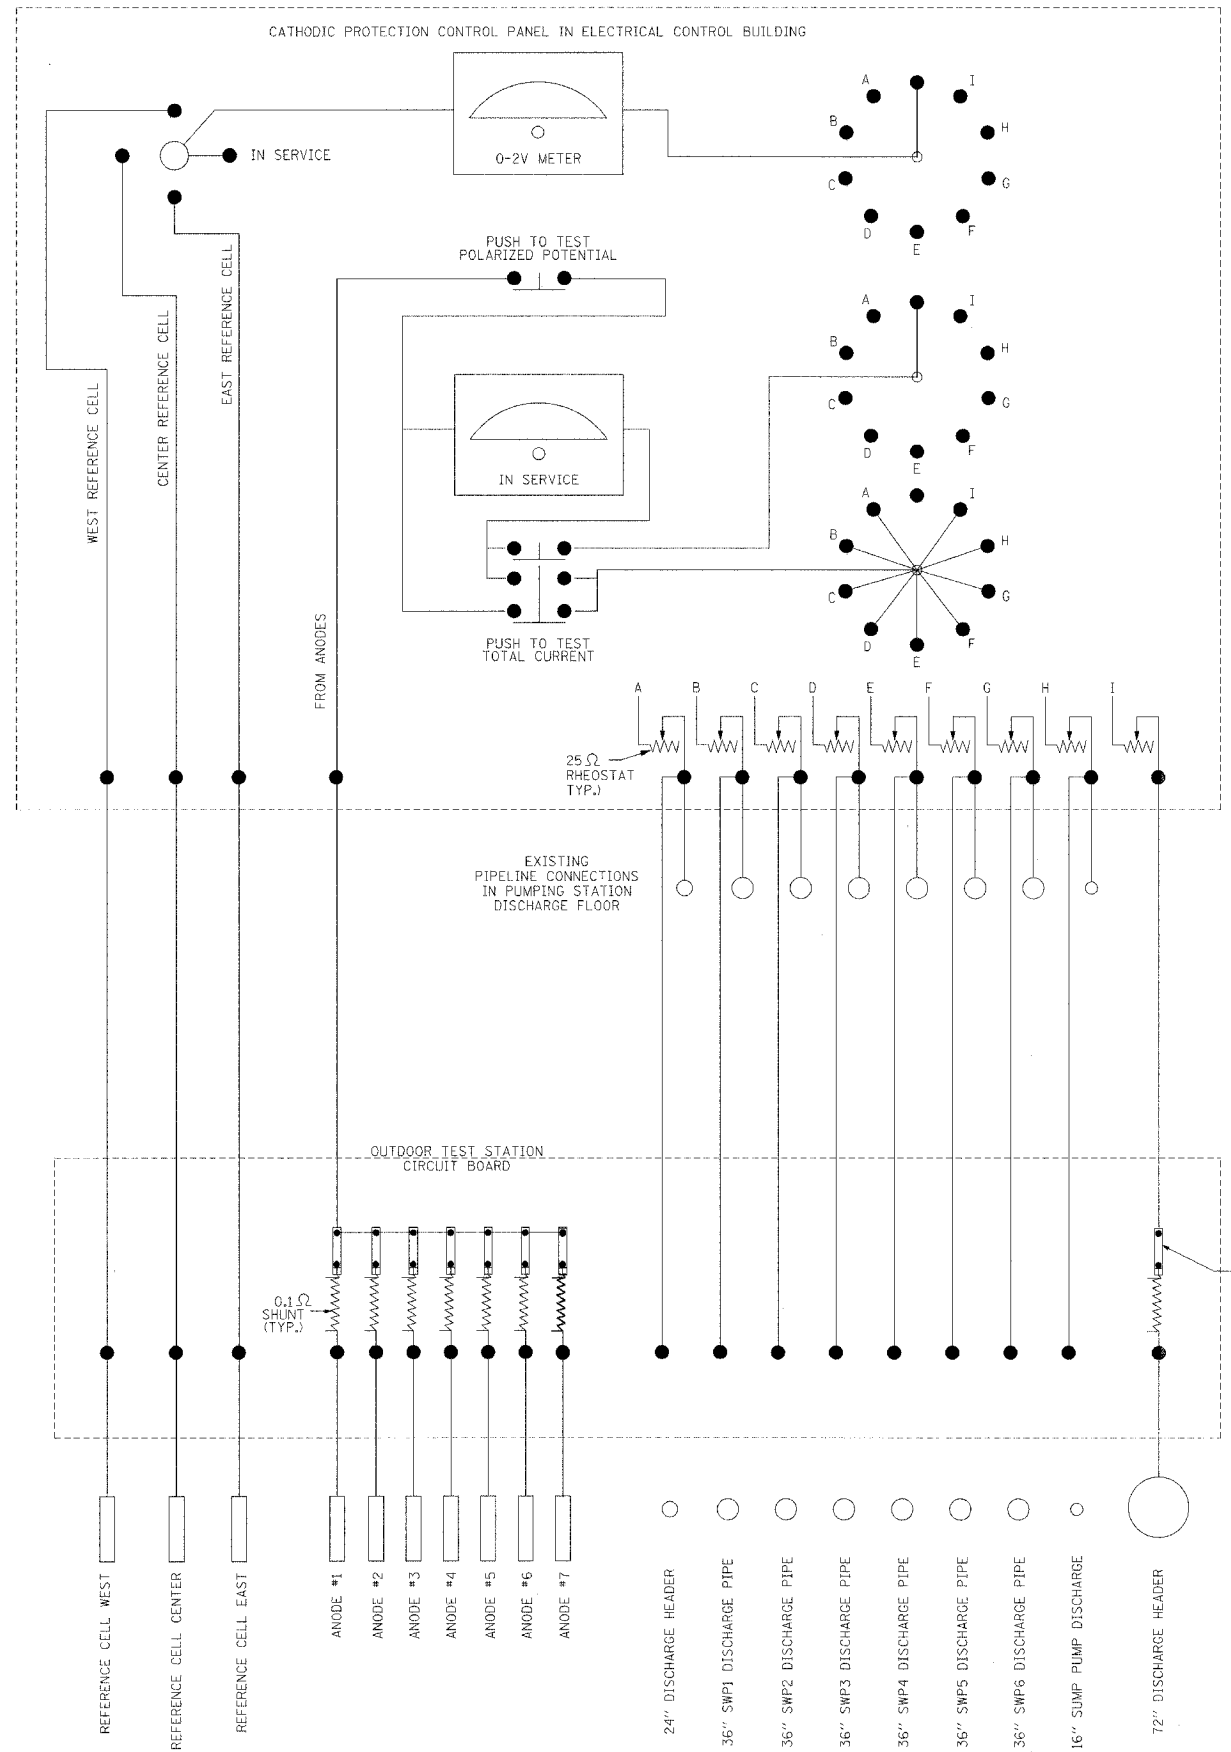 CATHODIC PROTECTION CONTROL PANEL IN ELECTRICAL CONTROL BUILDING
IN SERVICE
0-2V METER
A
I
B
H
C
G
D
F
E
PUSH TO TEST
POLARIZED POTENTIAL
A
I
B
H
C
G
D
F
E
IN SERVICE
A
I
B
H
C
G
D
F
E
PUSH TO TEST
TOTAL CURRENT
WEST REFERENCE CELL
CENTER REFERENCE CELL
EAST REFERENCE CELL
FROM ANODES
A
B
C
D
E
F
G
H
I
25Ω
RHEOSTAT
TYP.)
EXISTING
PIPELINE CONNECTIONS
IN PUMPING STATION
DISCHARGE FLOOR
OUTDOOR TEST STATION
CIRCUIT BOARD
0.1Ω
SHUNT
(TYP.)
REFERENCE CELL WEST
REFERENCE CELL CENTER
REFERENCE CELL EAST
ANODE #1
ANODE #2
ANODE #3
ANODE #4
ANODE #5
ANODE #6
ANODE #7
24" DISCHARGE HEADER
36" SWP1 DISCHARGE PIPE
36" SWP2 DISCHARGE PIPE
36" SWP3 DISCHARGE PIPE
36" SWP4 DISCHARGE PIPE
36" SWP5 DISCHARGE PIPE
36" SWP6 DISCHARGE PIPE
16" SUMP PUMP DISCHARGE
72" DISCHARGE HEADER